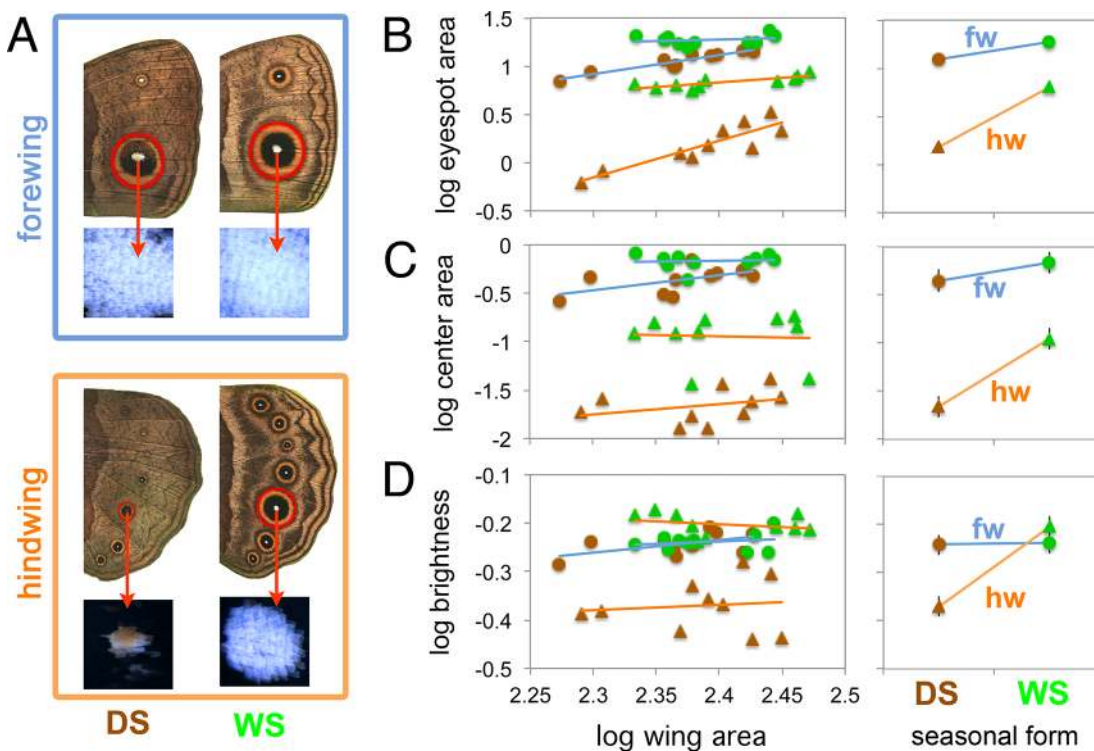 A
forewing
hindwing
DS
WS
B
log eyespot area
1.5
1
0.5
0
-0.5
fw
hw
C
log center area
0
-0.5
-1
-1.5
-2
fw
hw
D
log brightness
-0.1
-0.2
-0.3
-0.4
-0.5
2.25
2.3
2.35
2.4
2.45
2.5
log wing area
fw
hw
DS
WS
seasonal form